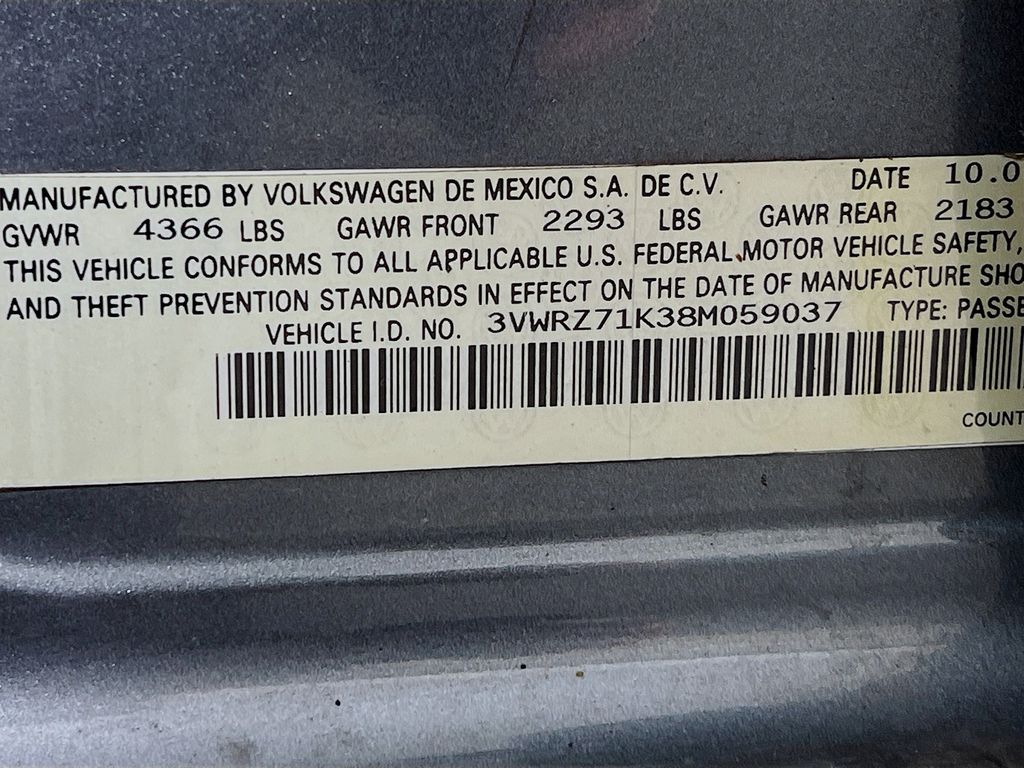 MANUFACTURED BY VOLKSWAGEN DE MEXICO S.A. DE C.V. DATE 10.0
GVWR 4366 LBS GAWR FRONT 2293 LBS GAWR REAR 2183
THIS VEHICLE CONFORMS TO ALL APPLICABLE U.S. FEDERAL MOTOR VEHICLE SAFETY,
AND THEFT PREVENTION STANDARDS IN EFFECT ON THE DATE OF MANUFACTURE SHO
VEHICLE I.D. NO. 3VWRZ71K38M059037 TYPE: PASSE
COUNT